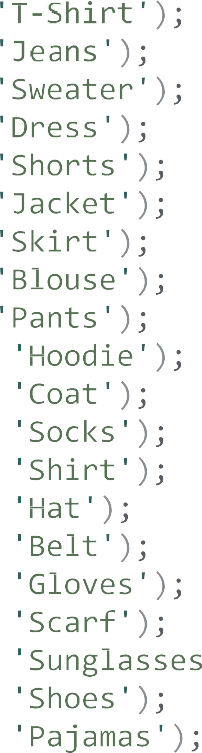 'T-Shirt');
'Jeans');
'Sweater');
'Dress');
'Shorts');
'Jacket');
'Skirt');
'Blouse');
'Pants');
'Hoodie');
'Coat');
'Socks');
'Shirt');
'Hat');
'Belt');
'Gloves');
'Scarf');
'Sunglasses
'Shoes');
'Pajamas');